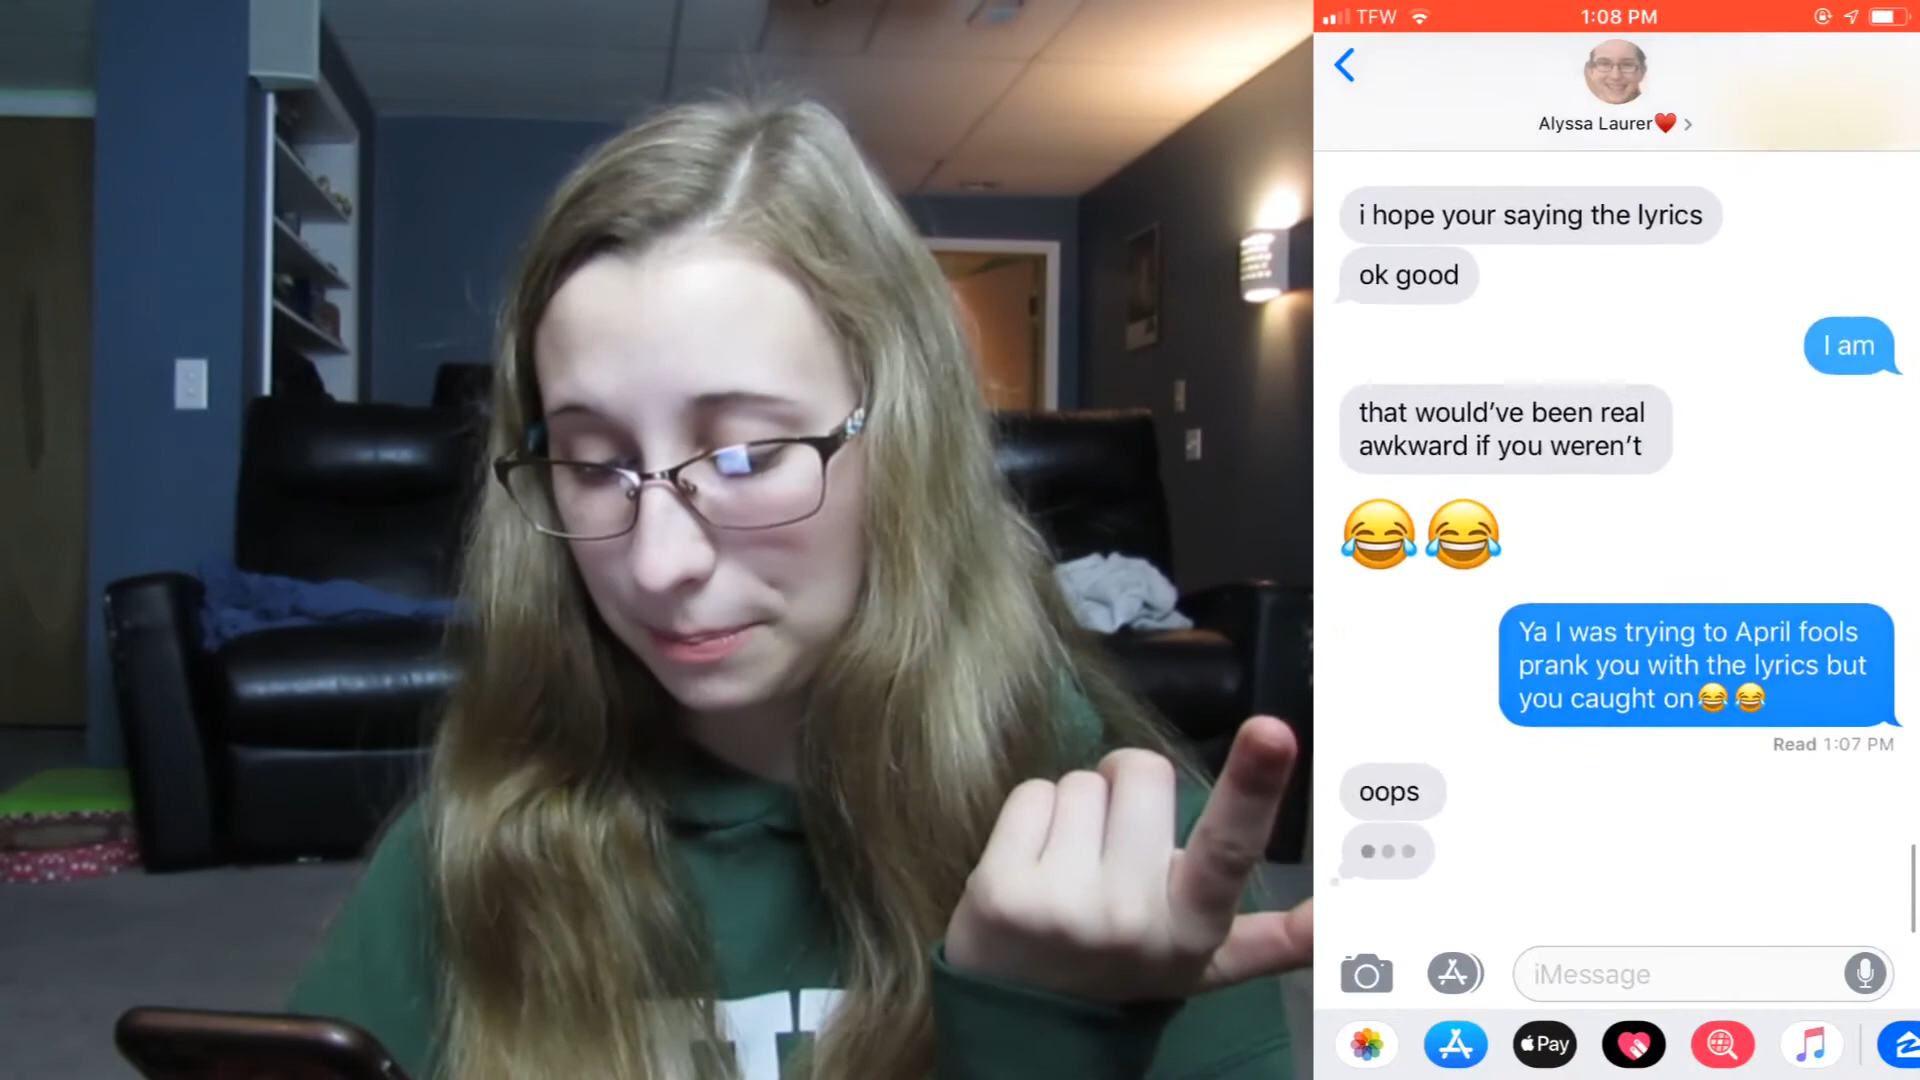 TFW
1:08 PM
Alyssa Laurer❤️ >
i hope your saying the lyrics
ok good
I am
that would’ve been real
awkward if you weren’t
😂😂
Ya I was trying to April fools
prank you with the lyrics but
you caught on😂😂
Read 1:07 PM
oops
iMessage
Pay